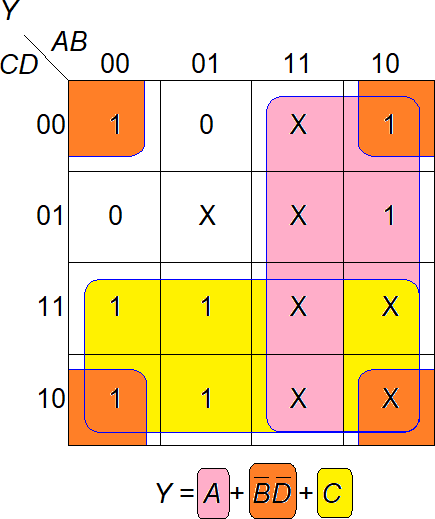 Y
AB
CD 00 01 11 10
00 1 0 X 1
01 0 X X 1
11 1 1 X X
10 1 1 X X
Y = A + B̅D̅ + C